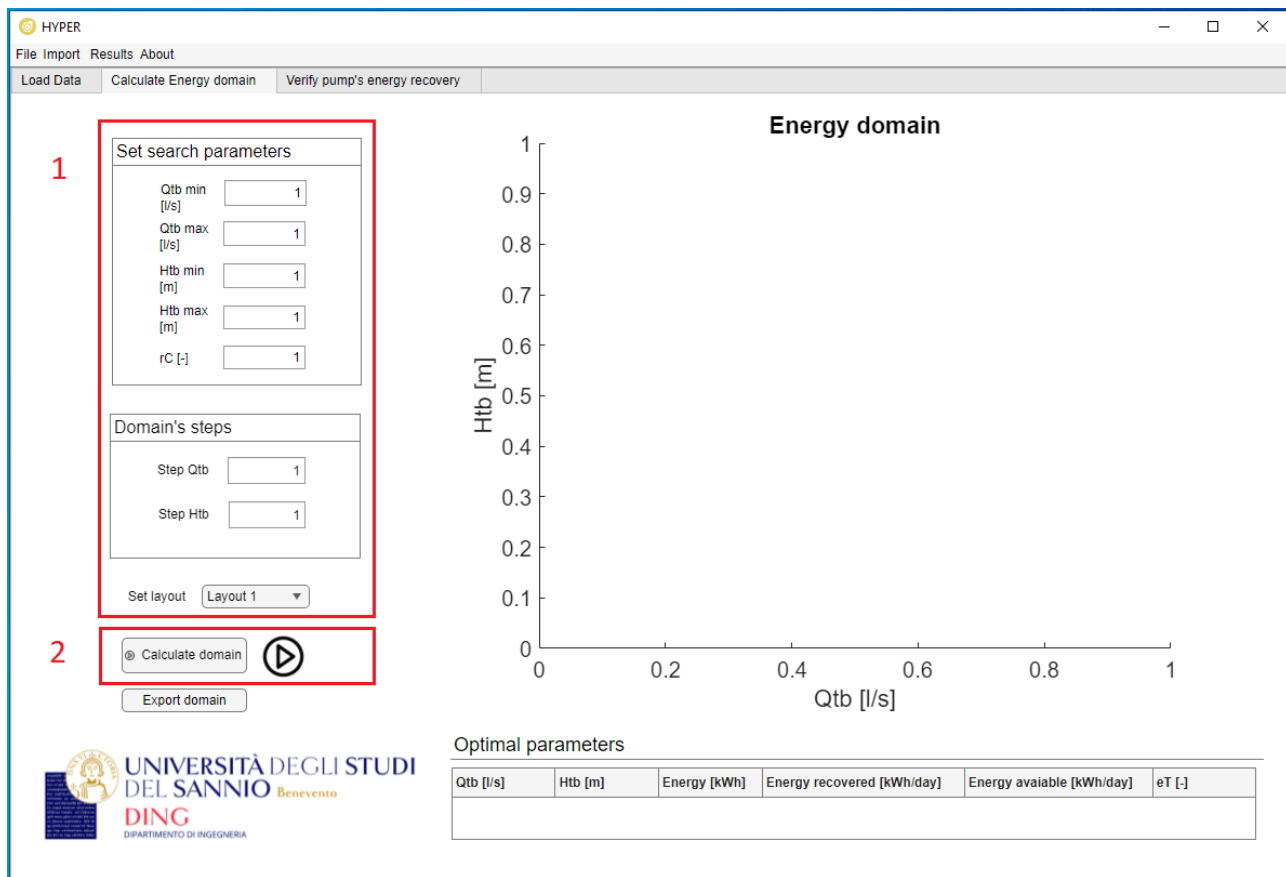 HYPER
File Import Results About
Load Data Calculate Energy domain Verify pump's energy recovery
1
Set search parameters
Qtb min
[l/s]
1
Qtb max
[l/s]
1
Htb min
[m]
1
Htb max
[m]
1
rC [-]
1
Domain's steps
Step Qtb
1
Step Htb
1
Set layout
Layout 1
2
Calculate domain
Export domain
Energy domain
1
0.9
0.8
0.7
0.6
0.5
0.4
0.3
0.2
0.1
0
Htb [m]
0 0.2 0.4 0.6 0.8 1
Qtb [l/s]
UNIVERSITÀ DEGLI STUDI
DEL SANNIO Benevento
DING
DIPARTIMENTO DI INGEGNERIA
Optimal parameters
Qtb [l/s] Htb [m] Energy [kWh] Energy recovered [kWh/day] Energy avaiable [kWh/day] eT [-]